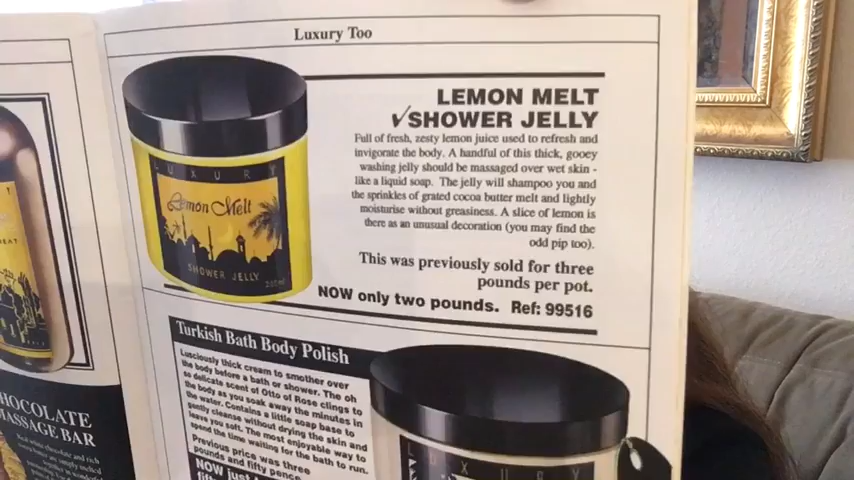 Luxury Too
LEMON MELT
✓SHOWER JELLY
Full of fresh, zesty lemon juice used to refresh and
invigorate the body. A handful of this thick, gooey
washing jelly should be massaged over wet skin -
like a liquid soap. The jelly will shampoo you and
the sprinkles of grated cocoa butter melt and lightly
moisturise without greasiness. A slice of lemon is
there as an unusual decoration (you may find the
odd pip too).
This was previously sold for three
pounds per pot.
NOW only two pounds. Ref: 99516
LUXURY
Lemon Melt
SHOWER JELLY
Turkish Bath Body Polish
Lusciously thick cream to smother over
the body before a bath or shower. The oh
so delicate scent of Otto of Rose clings to
the body as you soak away the minutes in
the water. Contains a little soap base to
gently cleanse without drying the skin and
leave you soft. The most enjoyable way to
spend the time waiting for the bath to run.
Previous price was three
pounds and fifty pence
NOW just
LUXURY
HOCOLATE
MASSAGE BAR